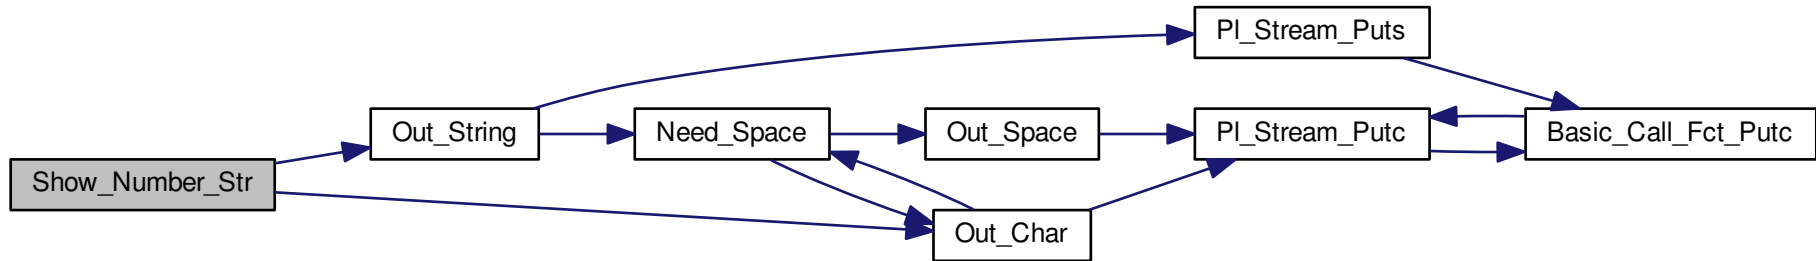 Show_Number_Str
Out_String
Need_Space
Out_Space
Out_Char
Pl_Stream_Puts
Pl_Stream_Putc
Basic_Call_Fct_Putc